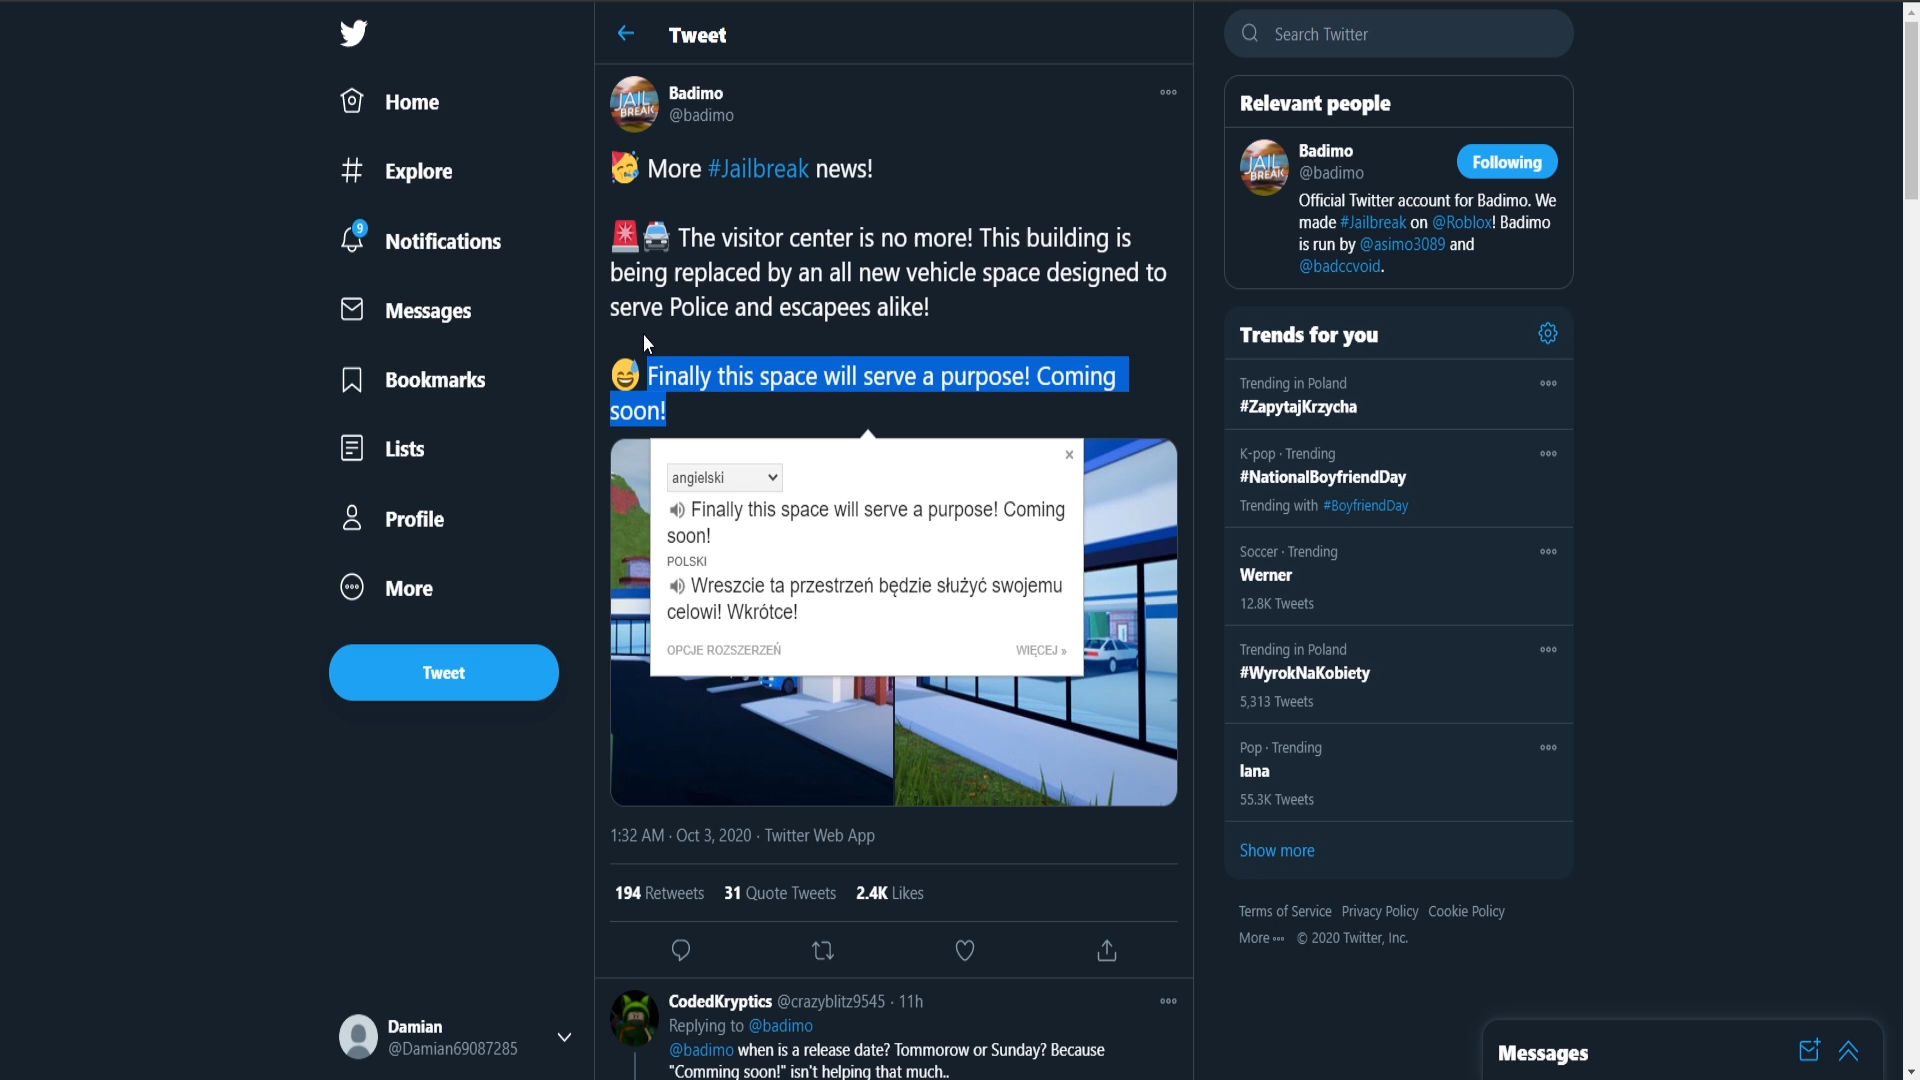 Home
Explore
9
Notifications
Messages
Bookmarks
Lists
Profile
More
Tweet
Damian
@Damian69087285
Tweet
JAIL
BREAK
Badimo
@badimo
More #Jailbreak news!
The visitor center is no more! This building is
being replaced by an all new vehicle space designed to
serve Police and escapees alike!
Finally this space will serve a purpose! Coming
soon!
angielski
Finally this space will serve a purpose! Coming
soon!
POLSKI
Wreszcie ta przestrzeń będzie służyć swojemu
celowi! Wkrótce!
OPCJE ROZSZERZEŃ
WIĘCEJ »
1:32 AM · Oct 3, 2020 · Twitter Web App
194 Retweets 31 Quote Tweets 2.4K Likes
CodedKryptics @crazyblitz9545 · 11h
Replying to @badimo
@badimo when is a release date? Tommorow or Sunday? Because
"Comming soon!" isn't helping that much..
Search Twitter
Relevant people
JAIL
BREAK
Badimo
@badimo
Following
Official Twitter account for Badimo. We
made #Jailbreak on @Roblox! Badimo
is run by @asimo3089 and
@badccvoid.
Trends for you
Trending in Poland
#ZapytajKrzycha
K-pop · Trending
#NationalBoyfriendDay
Trending with #BoyfriendDay
Soccer · Trending
Werner
12.8K Tweets
Trending in Poland
#WyrokNaKobiety
5,313 Tweets
Pop · Trending
lana
55.3K Tweets
Show more
Terms of Service Privacy Policy Cookie Policy
More © 2020 Twitter, Inc.
Messages